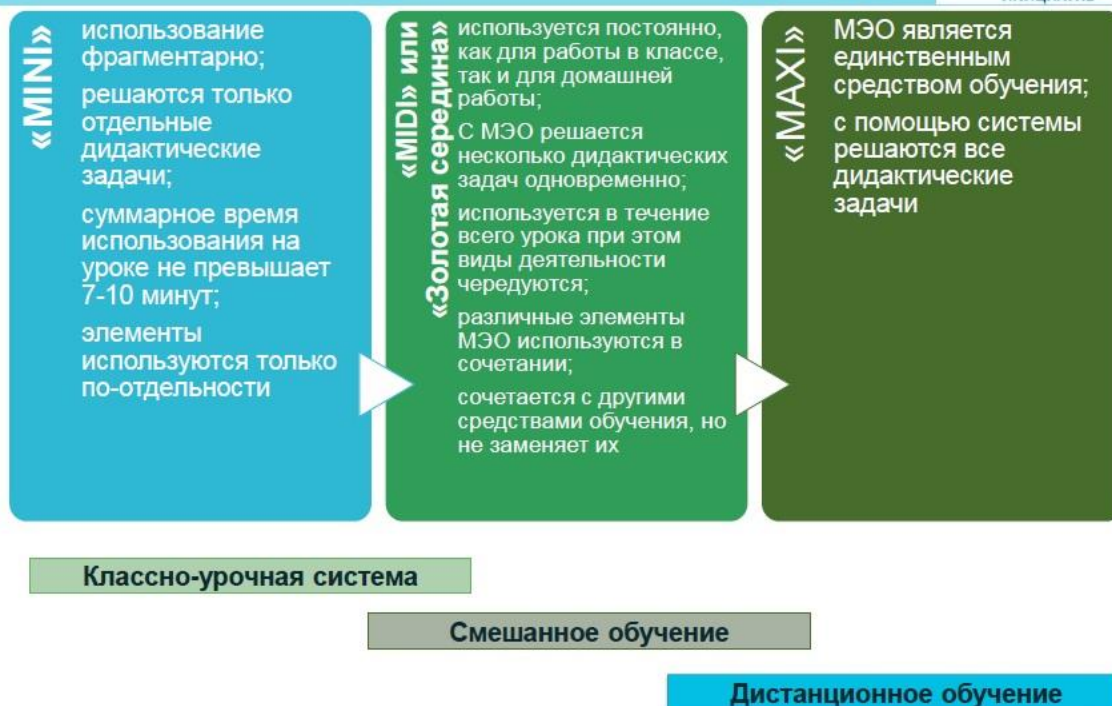 «MINI»
использование
фрагментарно;
решаются только
отдельные
дидактические
задачи;
суммарное время
использования на
уроке не превышает
7-10 минут;
элементы
используются только
по-отдельности
«MIDI» или
«Золотая середина»
используется постоянно,
как для работы в классе,
так и для домашней
работы;
С МЭО решается
несколько дидактических
задач одновременно;
используется в течение
всего урока при этом
виды деятельности
чередуются;
различные элементы
МЭО используются в
сочетании;
сочетается с другими
средствами обучения, но
не заменяет их
«MAXI»
МЭО является
единственным
средством обучения;
с помощью системы
решаются все
дидактические
задачи
Классно-урочная система
Смешанное обучение
Дистанционное обучение